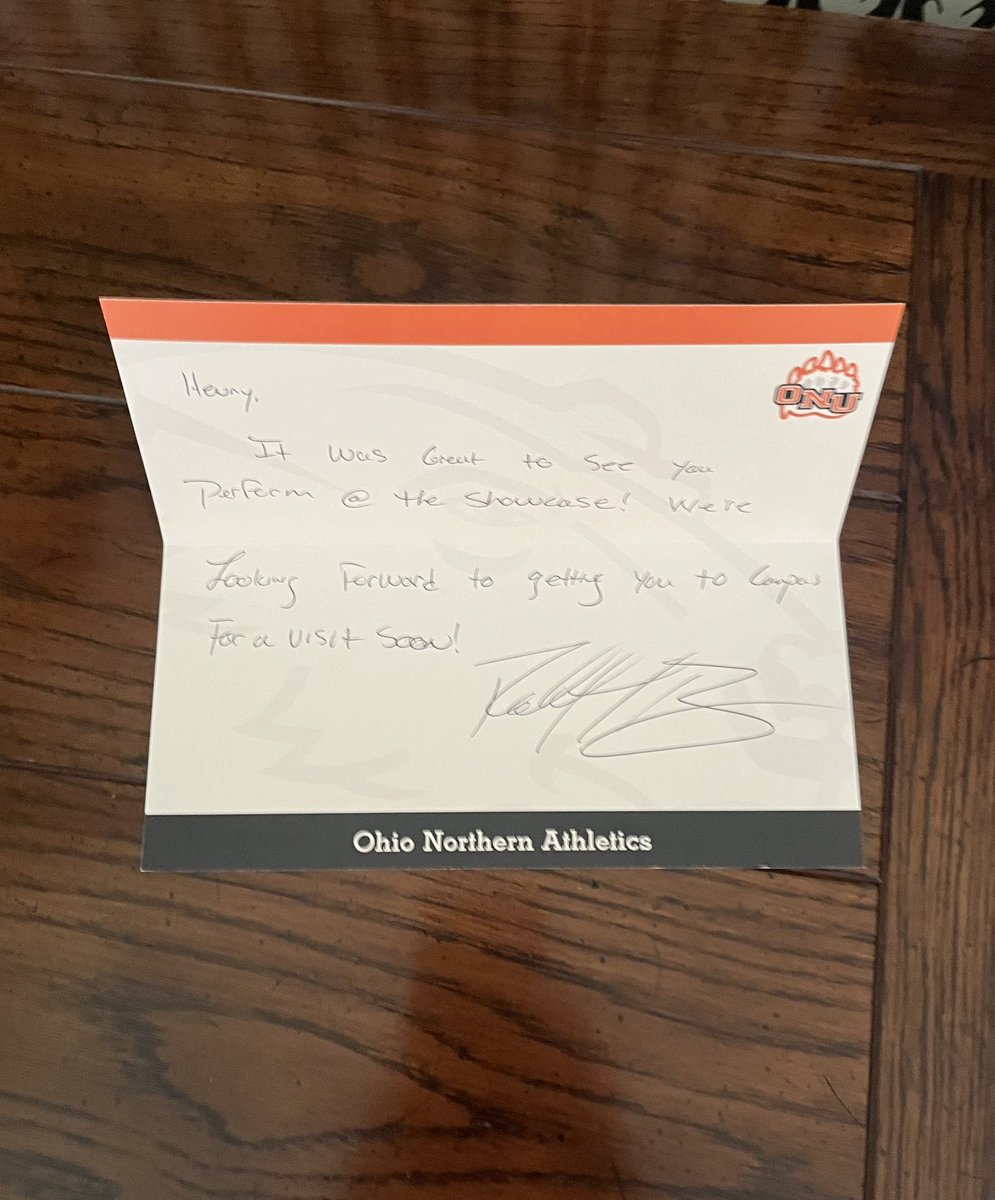 ONU
Henry,
It was Great to see you
Perform @ the showcase! We're
Looking Forward to getting you to Campus
For a visit Soon!
Ohio Northern Athletics